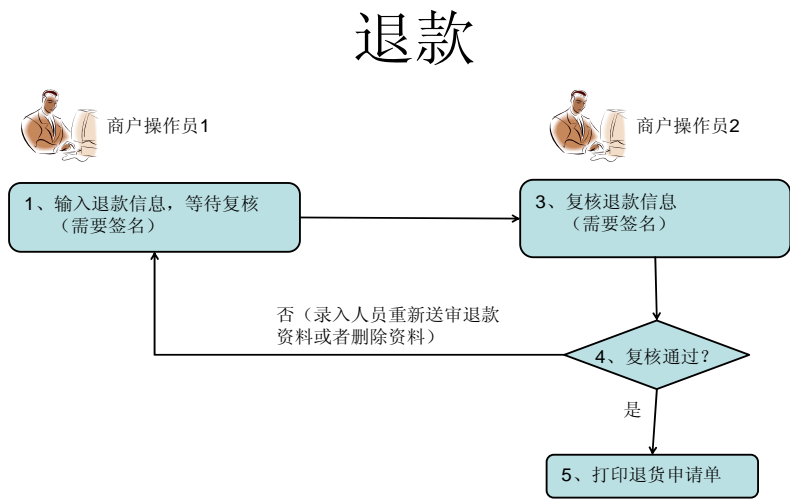 退款
商户操作员1
商户操作员2
1、输入退款信息，等待复核
（需要签名）
3、复核退款信息
（需要签名）
否（录入人员重新送审退款
资料或者删除资料）
4、复核通过？
是
5、打印退货申请单